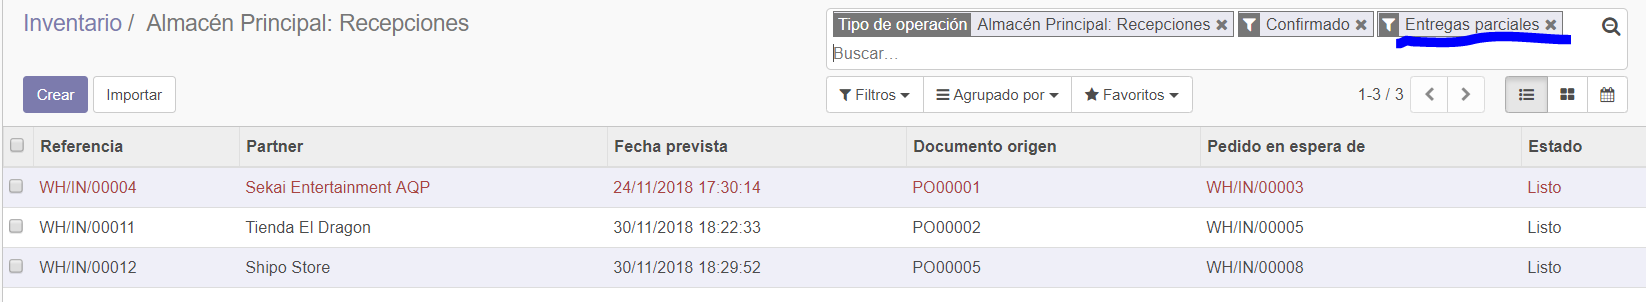 Inventario / Almacén Principal: Recepciones
Tipo de operación Almacén Principal: Recepciones Confirmado Entregas parciales
Buscar...
Crear Importar Filtros Agrupado por Favoritos 1-3 / 3
Referencia Partner Fecha prevista Documento origen Pedido en espera de Estado
WH/IN/00004 Sekai Entertainment AQP 24/11/2018 17:30:14 PO00001 WH/IN/00003 Listo
WH/IN/00011 Tienda El Dragon 30/11/2018 18:22:33 PO00002 WH/IN/00005 Listo
WH/IN/00012 Shipo Store 30/11/2018 18:29:52 PO00005 WH/IN/00008 Listo